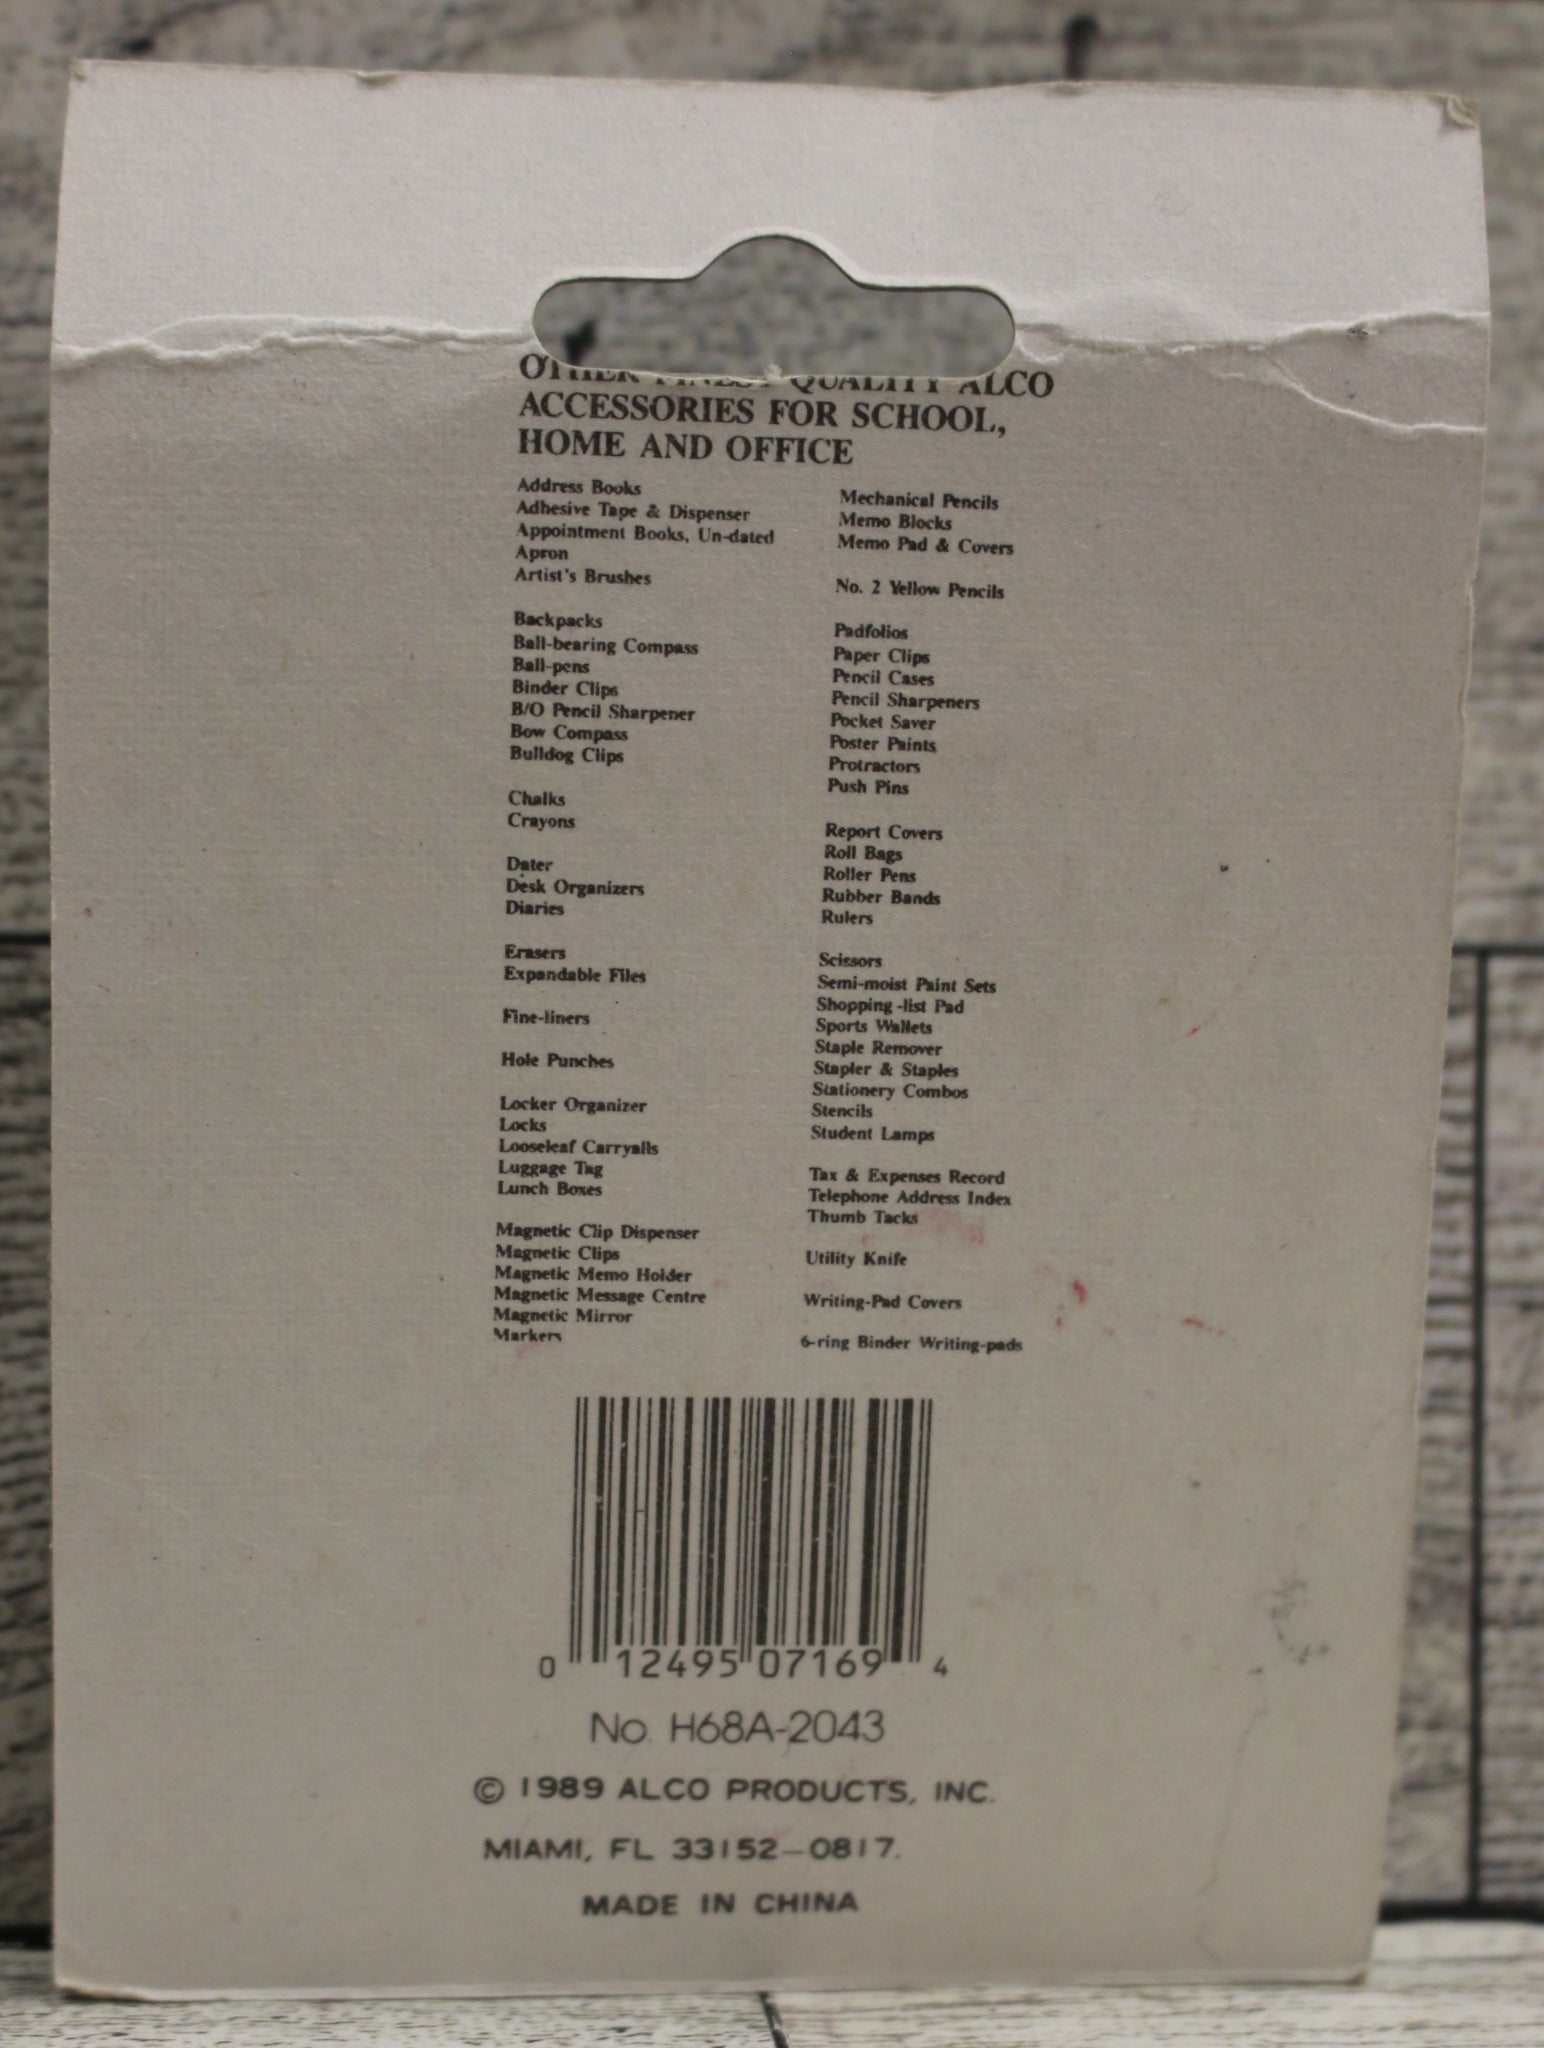 OTHER FINEST QUALITY ALCO
ACCESSORIES FOR SCHOOL,
HOME AND OFFICE
Address Books
Adhesive Tape & Dispenser
Appointment Books, Un-dated
Apron
Artist's Brushes
Backpacks
Ball-bearing Compass
Ball-pens
Binder Clips
B/O Pencil Sharpener
Bow Compass
Bulldog Clips
Chalks
Crayons
Dater
Desk Organizers
Diaries
Erasers
Expandable Files
Fine-liners
Hole Punches
Locker Organizer
Locks
Looseleaf Carryalls
Luggage Tag
Lunch Boxes
Magnetic Clip Dispenser
Magnetic Clips
Magnetic Memo Holder
Magnetic Message Centre
Magnetic Mirror
Markers
Mechanical Pencils
Memo Blocks
Memo Pad & Covers
No. 2 Yellow Pencils
Padfolios
Paper Clips
Pencil Cases
Pencil Sharpeners
Pocket Saver
Poster Paints
Protractors
Push Pins
Report Covers
Roll Bags
Roller Pens
Rubber Bands
Rulers
Scissors
Semi-moist Paint Sets
Shopping-list Pad
Sports Wallets
Staple Remover
Stapler & Staples
Stationery Combos
Stencils
Student Lamps
Tax & Expenses Record
Telephone Address Index
Thumb Tacks
Utility Knife
Writing-Pad Covers
6-ring Binder Writing-pads
0 12495 07169 4
No. H68A-2043
© 1989 ALCO PRODUCTS, INC.
MIAMI, FL 33152-0817.
MADE IN CHINA